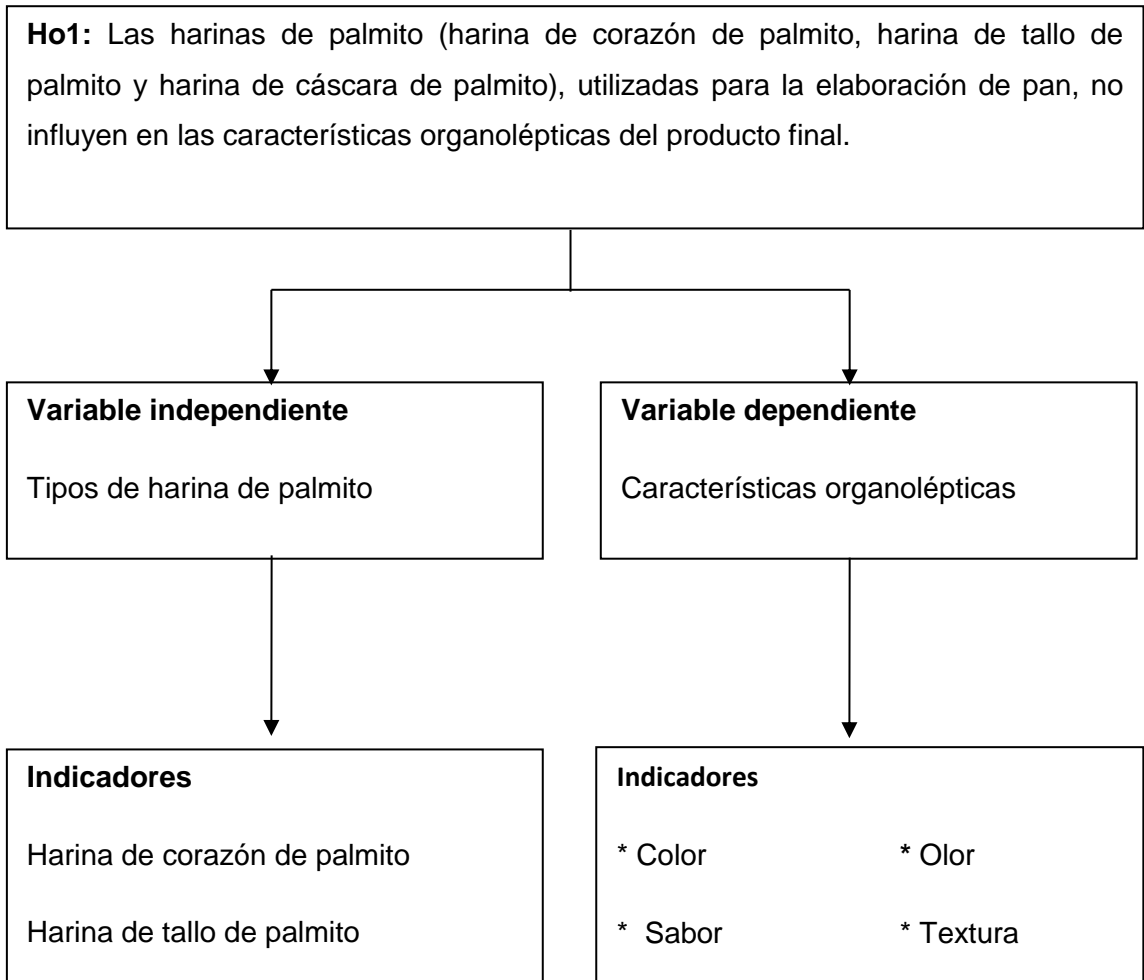 Ho1: Las harinas de palmito (harina de corazón de palmito, harina de tallo de
palmito y harina de cáscara de palmito), utilizadas para la elaboración de pan, no
influyen en las características organolépticas del producto final.
Variable independiente
Tipos de harina de palmito
Variable dependiente
Características organolépticas
Indicadores
Harina de corazón de palmito
Harina de tallo de palmito
Indicadores
* Color * Olor
* Sabor * Textura